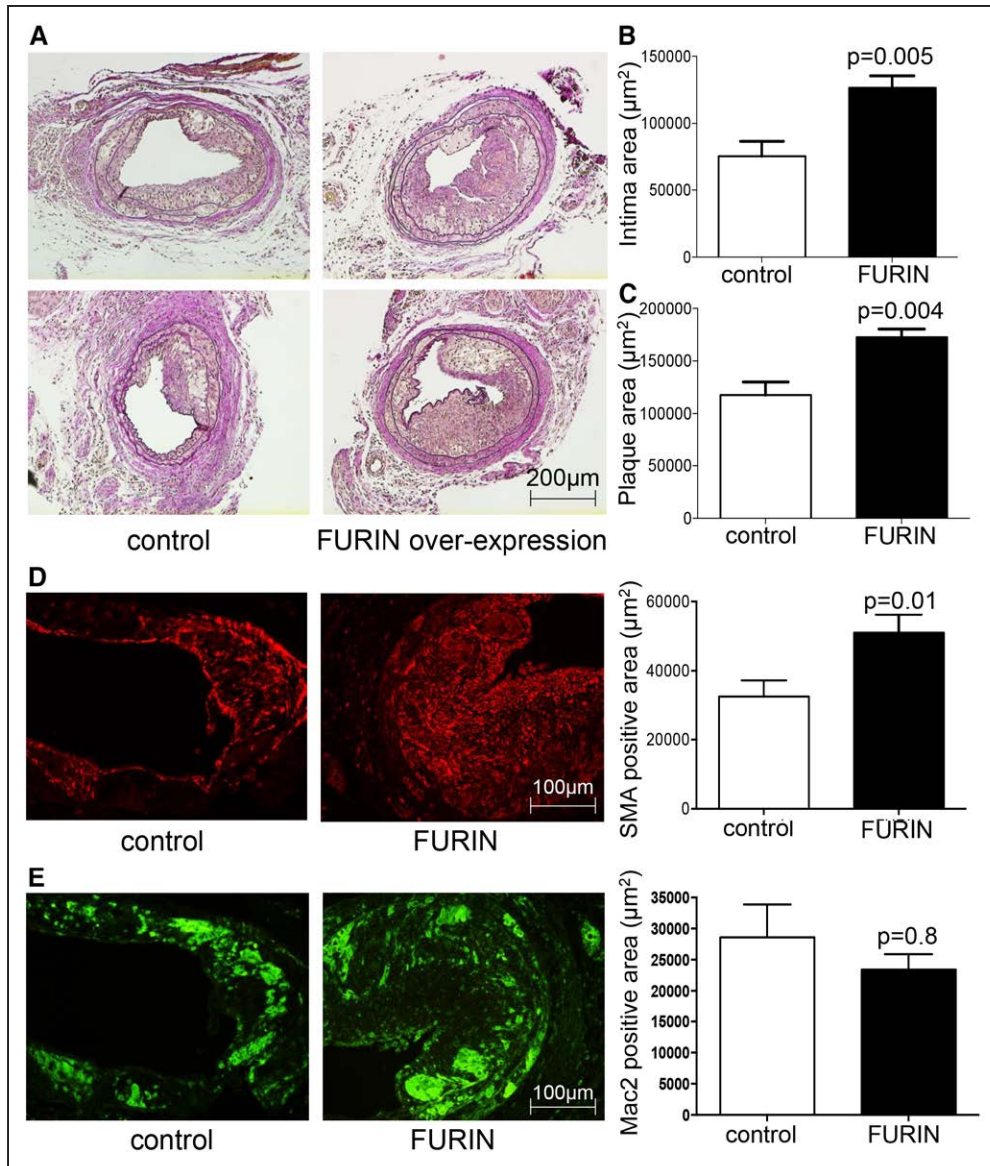 A
control
FURIN over-expression
200µm
B
Intima area (µm²)
150000
100000
50000
0
p=0.005
control
FURIN
C
Plaque area (µm²)
200000
150000
100000
50000
0
p=0.004
control
FURIN
D
control
FURIN
100µm
SMA positive area (µm²)
60000
40000
20000
0
p=0.01
control
FURIN
E
control
FURIN
100µm
Mac2 positive area (µm²)
35000
30000
25000
20000
15000
10000
5000
0
p=0.8
control
FURIN